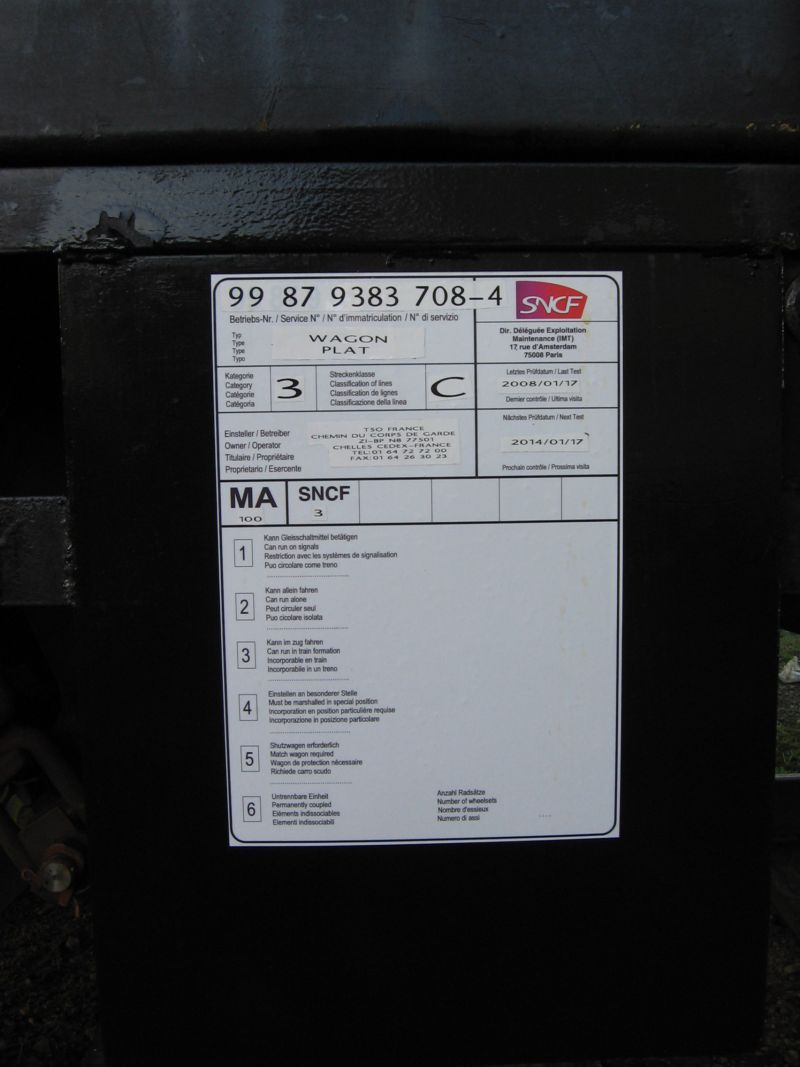 99 87 9383 708-4
SNCF
Betriebs-Nr. / Service N° / N° d'immatriculation / N° di servizio
Typ
Type
Type
Typo
WAGON
PLAT
Dir. Déléguée Exploitation
Maintenance (IMT)
17, rue d'Amsterdam
75008 Paris
Kategorie
Category
Catégorie
Catégoria
3
Streckenklasse
Classification of lines
Classification de lignes
Classificazione della linea
C
Letztes Prüfdatum / Last Test
2008/01/17
Dernier contrôle / Ultima visita
Einsteller / Betreiber
Owner / Operator
Titulaire / Propriétaire
Proprietario / Esercente
TSO FRANCE
CHEMIN DU CORPS DE GARDE
ZI-BP N8 77501
CHELLES CEDEX-FRANCE
TEL:01 64 72 72 00
FAX:01 64 26 30 23
Nächstes Prüfdatum / Next Test
2014/01/17
Prochain contrôle / Prossima visita
MA
100
SNCF
3
1
Kann Gleisschaltmittel betätigen
Can run on signals
Restriction avec les systèmes de signalisation
Puo circolare come treno
2
Kann allein fahren
Can run alone
Peut circuler seul
Puo cicolare isolata
3
Kann im zug fahren
Can run in train formation
Incorporable en train
Incorporabile in un treno
4
Einstellen an besonderer Stelle
Must be marshalled in special position
Incorporation en position particulière requise
Incorporazione in posizione particolare
5
Shutzwagen erforderlich
Match wagon required
Wagon de protection nécessaire
Richiede carro scudo
6
Untrennbare Einheit
Permanently coupled
Eléments indissociables
Elementi indissociabili
Anzahl Radsätze
Number of wheelsets
Nombre d'essieux
Numero di assi